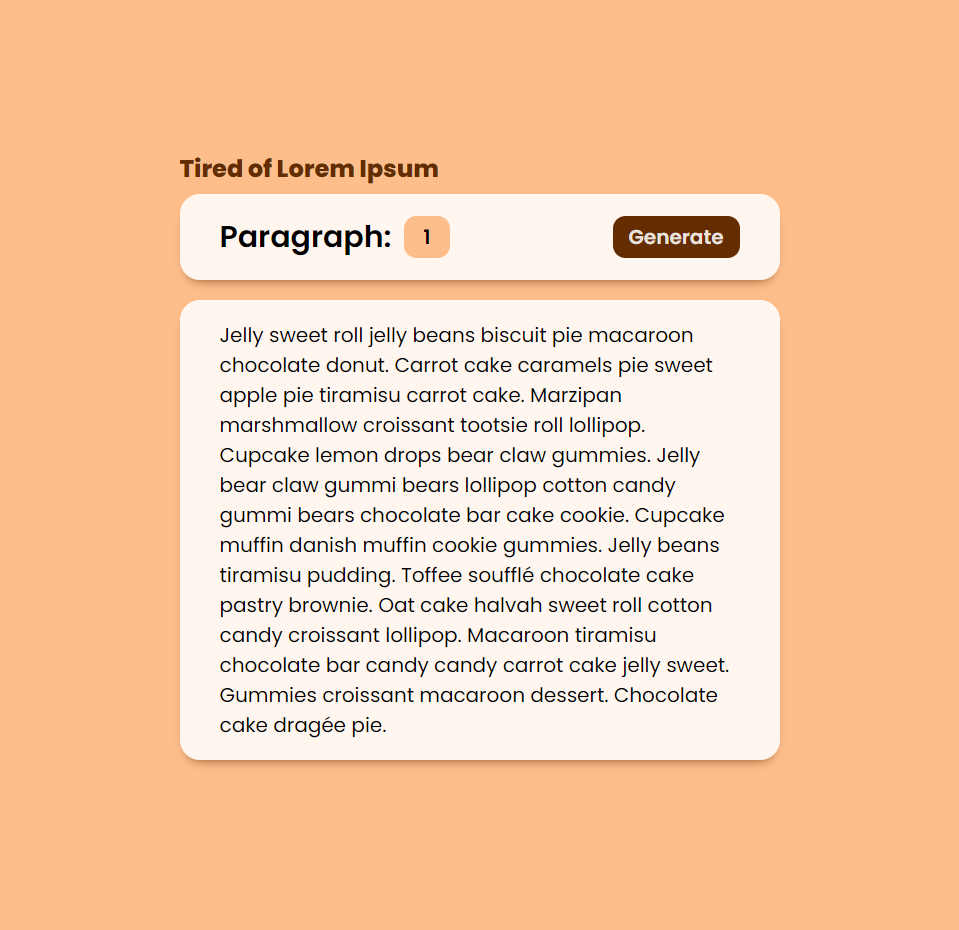 Tired of Lorem Ipsum
Paragraph: 1 Generate
Jelly sweet roll jelly beans biscuit pie macaroon
chocolate donut. Carrot cake caramels pie sweet
apple pie tiramisu carrot cake. Marzipan
marshmallow croissant tootsie roll lollipop.
Cupcake lemon drops bear claw gummies. Jelly
bear claw gummi bears lollipop cotton candy
gummi bears chocolate bar cake cookie. Cupcake
muffin danish muffin cookie gummies. Jelly beans
tiramisu pudding. Toffee soufflé chocolate cake
pastry brownie. Oat cake halvah sweet roll cotton
candy croissant lollipop. Macaroon tiramisu
chocolate bar candy candy carrot cake jelly sweet.
Gummies croissant macaroon dessert. Chocolate
cake dragée pie.